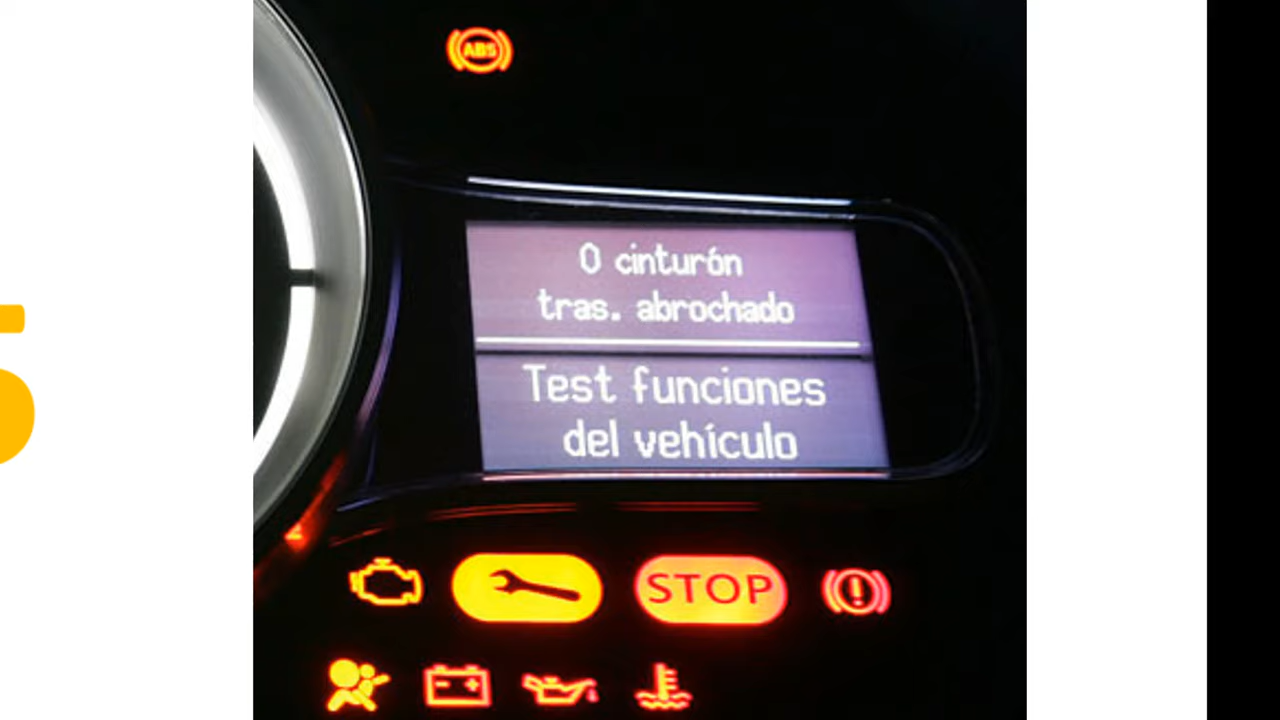 ABS
0 cinturón
tras. abrochado
Test funciones
del vehículo
STOP